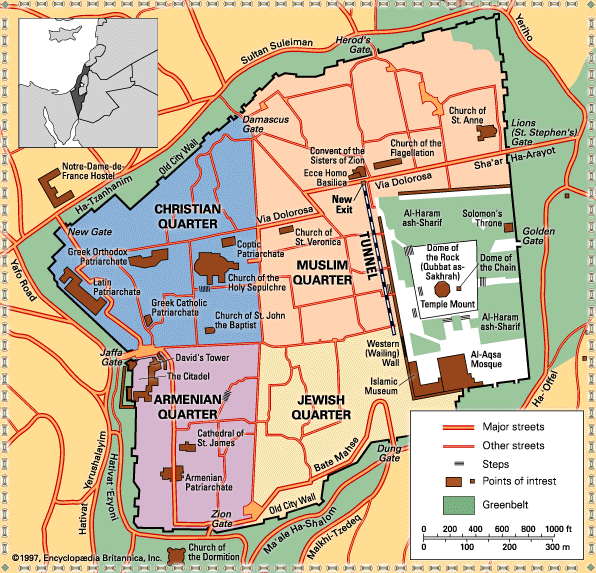 Sultan Suleiman
Herod's
Gate
Yeriho
Damascus
Gate
Church of
St. Anne
Lions
(St. Stephen's)
Gate
Old City Wall
Convent of the
Sisters of Zion
Church of the
Flagellation
Ecce Homo
Basilica
Sha'ar Ha-Arayot
Notre-Dame-de-
France Hostel
Ha-Tzanhanim
Via Dolorosa
New
Exit
CHRISTIAN
QUARTER
Via Dolorosa
Al-Haram
ash-Sharif
Solomon's
Throne
New Gate
Golden
Gate
Church of
St. Veronica
Coptic
Patriarchate
TUNNEL
Greek Orthodox
Patriarchate
MUSLIM
QUARTER
Dome of
the Rock
(Qubbat as-
Sakhrah)
Dome of
the Chain
Yafo Road
Latin
Patriarchate
Church of the
Holy Sepulchre
Temple Mount
Greek Catholic
Patriarchate
Church of St. John
the Baptist
Al-Haram
ash-Sharif
Western
(Wailing)
Wall
Jaffa
Gate
David's Tower
Al-Aqsa
Mosque
The Citadel
Islamic
Museum
Ha-'Ofel
ARMENIAN
QUARTER
JEWISH
QUARTER
Cathedral of
St. James
Bate Mahse
Dung
Gate
Armenian
Patriarchate
Hativat Yerushalayim
Hativat Ezyoni
Zion
Gate
Old City Wall
Ma'ale Ha-Shalom
Malkhi-Tzedeq
Church of
the Dormition
Major streets
Other streets
Steps
Points of intrest
Greenbelt
0 200 400 600 800 1000 ft
0 100 200 300 m
©1997, Encyclopaedia Britannica, Inc.